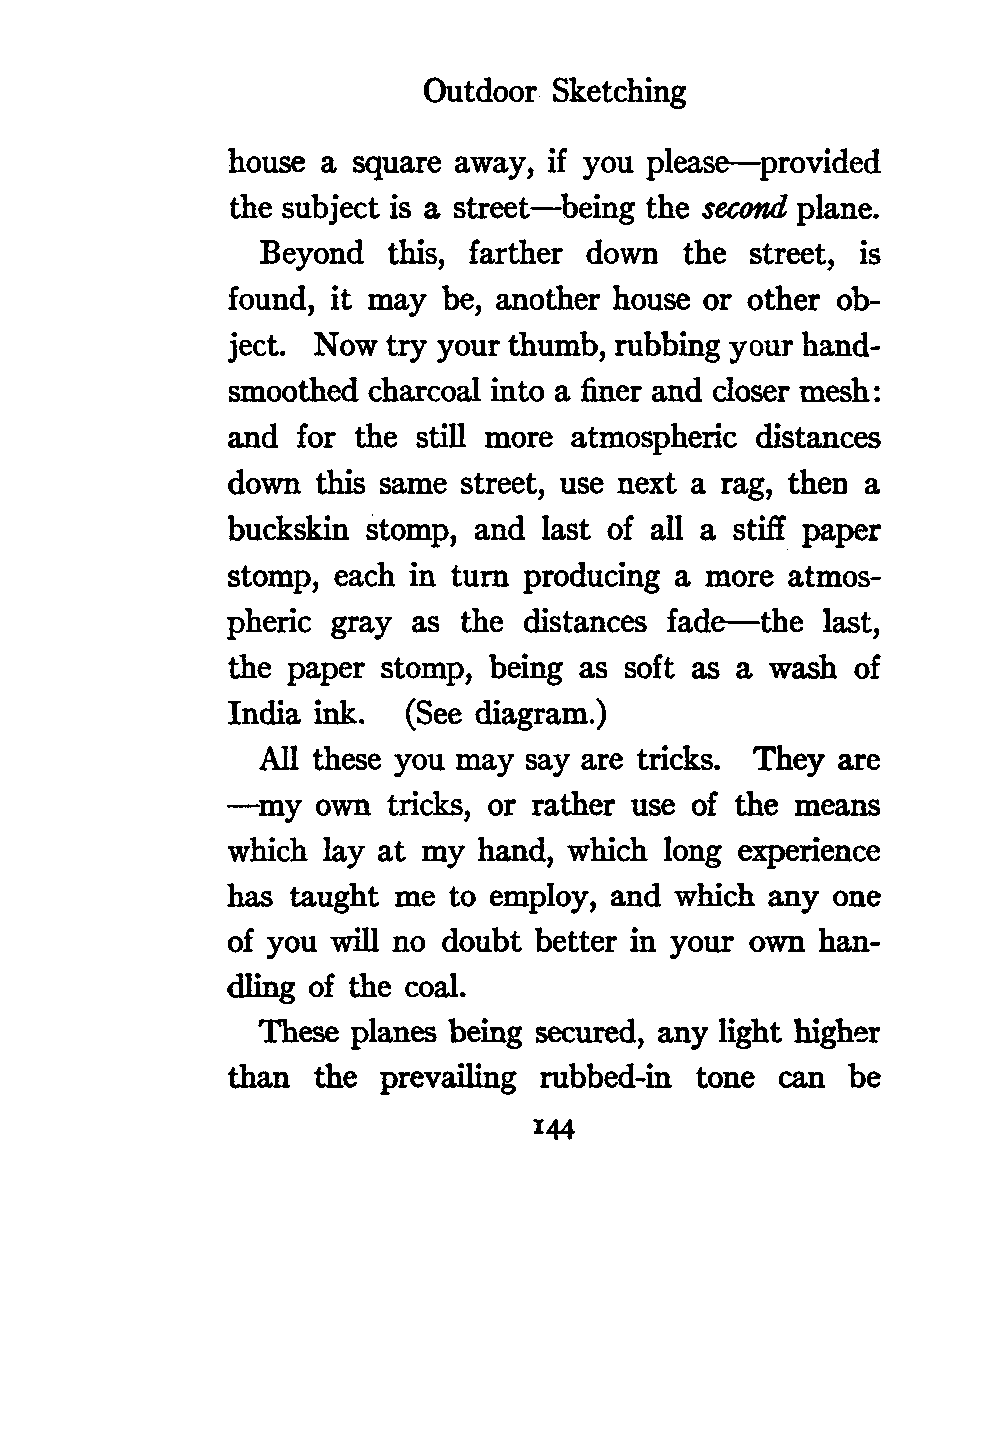 Outdoor Sketching
house a square away, if you please—provided
the subject is a street—being the second plane.
Beyond this, farther down the street, is
found, it may be, another house or other ob-
ject. Now try your thumb, rubbing your hand-
smoothed charcoal into a finer and closer mesh:
and for the still more atmospheric distances
down this same street, use next a rag, then a
buckskin stomp, and last of all a stiff paper
stomp, each in turn producing a more atmos-
pheric gray as the distances fade—the last,
the paper stomp, being as soft as a wash of
India ink. (See diagram.)
All these you may say are tricks. They are
—my own tricks, or rather use of the means
which lay at my hand, which long experience
has taught me to employ, and which any one
of you will no doubt better in your own han-
dling of the coal.
These planes being secured, any light higher
than the prevailing rubbed-in tone can be
144